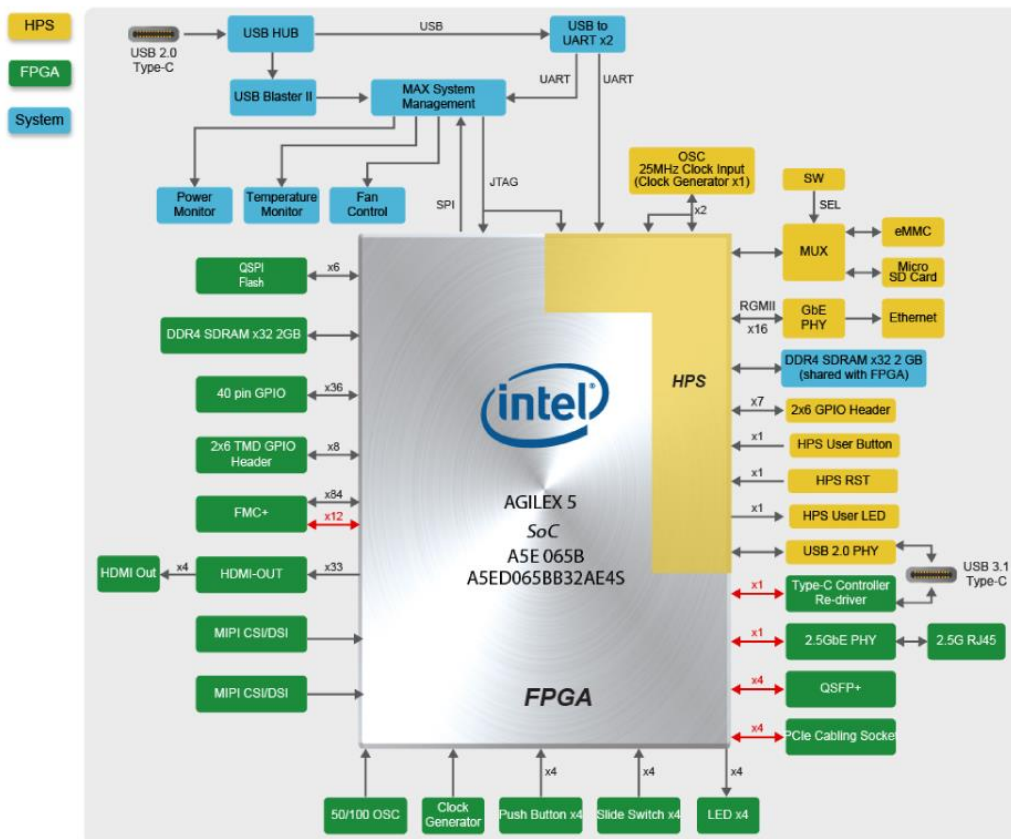 HPS
FPGA
System
USB 2.0
Type-C
USB HUB
USB
USB to
UART x2
USB Blaster II
MAX System
Management
UART
UART
Power
Monitor
Temperature
Monitor
Fan
Control
SPI
JTAG
OSC
25MHz Clock Input
(Clock Generator x1)
x2
SW
SEL
MUX
eMMC
Micro
SD Card
QSPI
Flash
x6
RGMII
x16
GbE
PHY
Ethernet
DDR4 SDRAM x32 2GB
DDR4 SDRAM x32 2 GB
(shared with FPGA)
HPS
intel®
40 pin GPIO
x36
x7
2x6 GPIO Header
2x6 TMD GPIO
Header
x8
x1
HPS User Button
x1
HPS RST
FMC+
x84
x12
AGILEX 5
SoC
A5E 065B
A5ED065BB32AE4S
x1
HPS User LED
USB 2.0 PHY
USB 3.1
Type-C
HDMI Out
x4
HDMI-OUT
x33
x1
Type-C Controller
Re-driver
MIPI CSI/DSI
x1
2.5GbE PHY
2.5G RJ45
MIPI CSI/DSI
FPGA
x4
QSFP+
x4
PCIe Cabling Socket
x4
x4
x4
50/100 OSC
Clock
Generator
Push Button x4
Slide Switch x4
LED x4